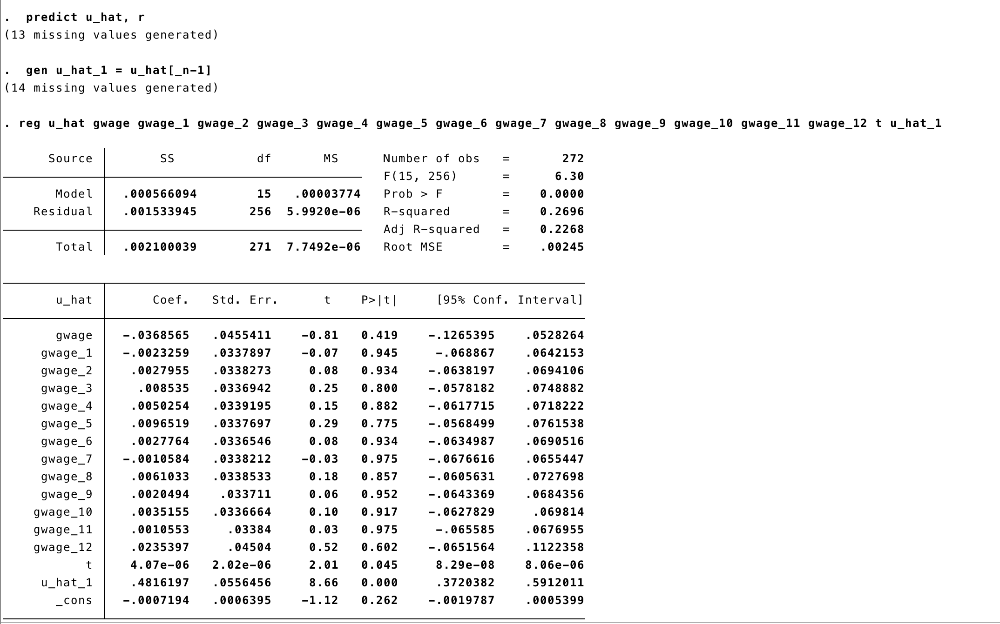 . predict u_hat, r
(13 missing values generated)
. gen u_hat_1 = u_hat[_n-1]
(14 missing values generated)
. reg u_hat gwage gwage_1 gwage_2 gwage_3 gwage_4 gwage_5 gwage_6 gwage_7 gwage_8 gwage_9 gwage_10 gwage_11 gwage_12 t u_hat_1
Source SS df MS Number of obs = 272
F(15, 256) = 6.30
Model .000566094 15 .00003774 Prob > F = 0.0000
Residual .001533945 256 5.9920e-06 R-squared = 0.2696
Adj R-squared = 0.2268
Total .002100039 271 7.7492e-06 Root MSE = .00245
u_hat Coef. Std. Err. t P>|t| [95% Conf. Interval]
gwage -.0368565 .0455411 -0.81 0.419 -.1265395 .0528264
gwage_1 -.0023259 .0337897 -0.07 0.945 -.068867 .0642153
gwage_2 .0027955 .0338273 0.08 0.934 -.0638197 .0694106
gwage_3 .008535 .0336942 0.25 0.800 -.0578182 .0748882
gwage_4 .0050254 .0339195 0.15 0.882 -.0617715 .0718222
gwage_5 .0096519 .0337697 0.29 0.775 -.0568499 .0761538
gwage_6 .0027764 .0336546 0.08 0.934 -.0634987 .0690516
gwage_7 -.0010584 .0338212 -0.03 0.975 -.0676616 .0655447
gwage_8 .0061033 .0338533 0.18 0.857 -.0605631 .0727698
gwage_9 .0020494 .033711 0.06 0.952 -.0643369 .0684356
gwage_10 .0035155 .0336664 0.10 0.917 -.0627829 .069814
gwage_11 .0010553 .03384 0.03 0.975 -.065585 .0676955
gwage_12 .0235397 .04504 0.52 0.602 -.0651564 .1122358
t 4.07e-06 2.02e-06 2.01 0.045 8.29e-08 8.06e-06
u_hat_1 .4816197 .0556456 8.66 0.000 .3720382 .5912011
_cons -.0007194 .0006395 -1.12 0.262 -.0019787 .0005399